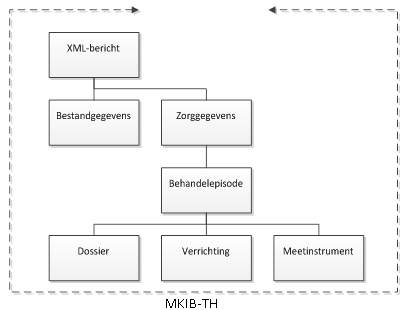 XML-bericht
Bestandgegevens
Zorggegevens
Behandelepisode
Dossier
Verrichting
Meetinstrument
MKIB-TH